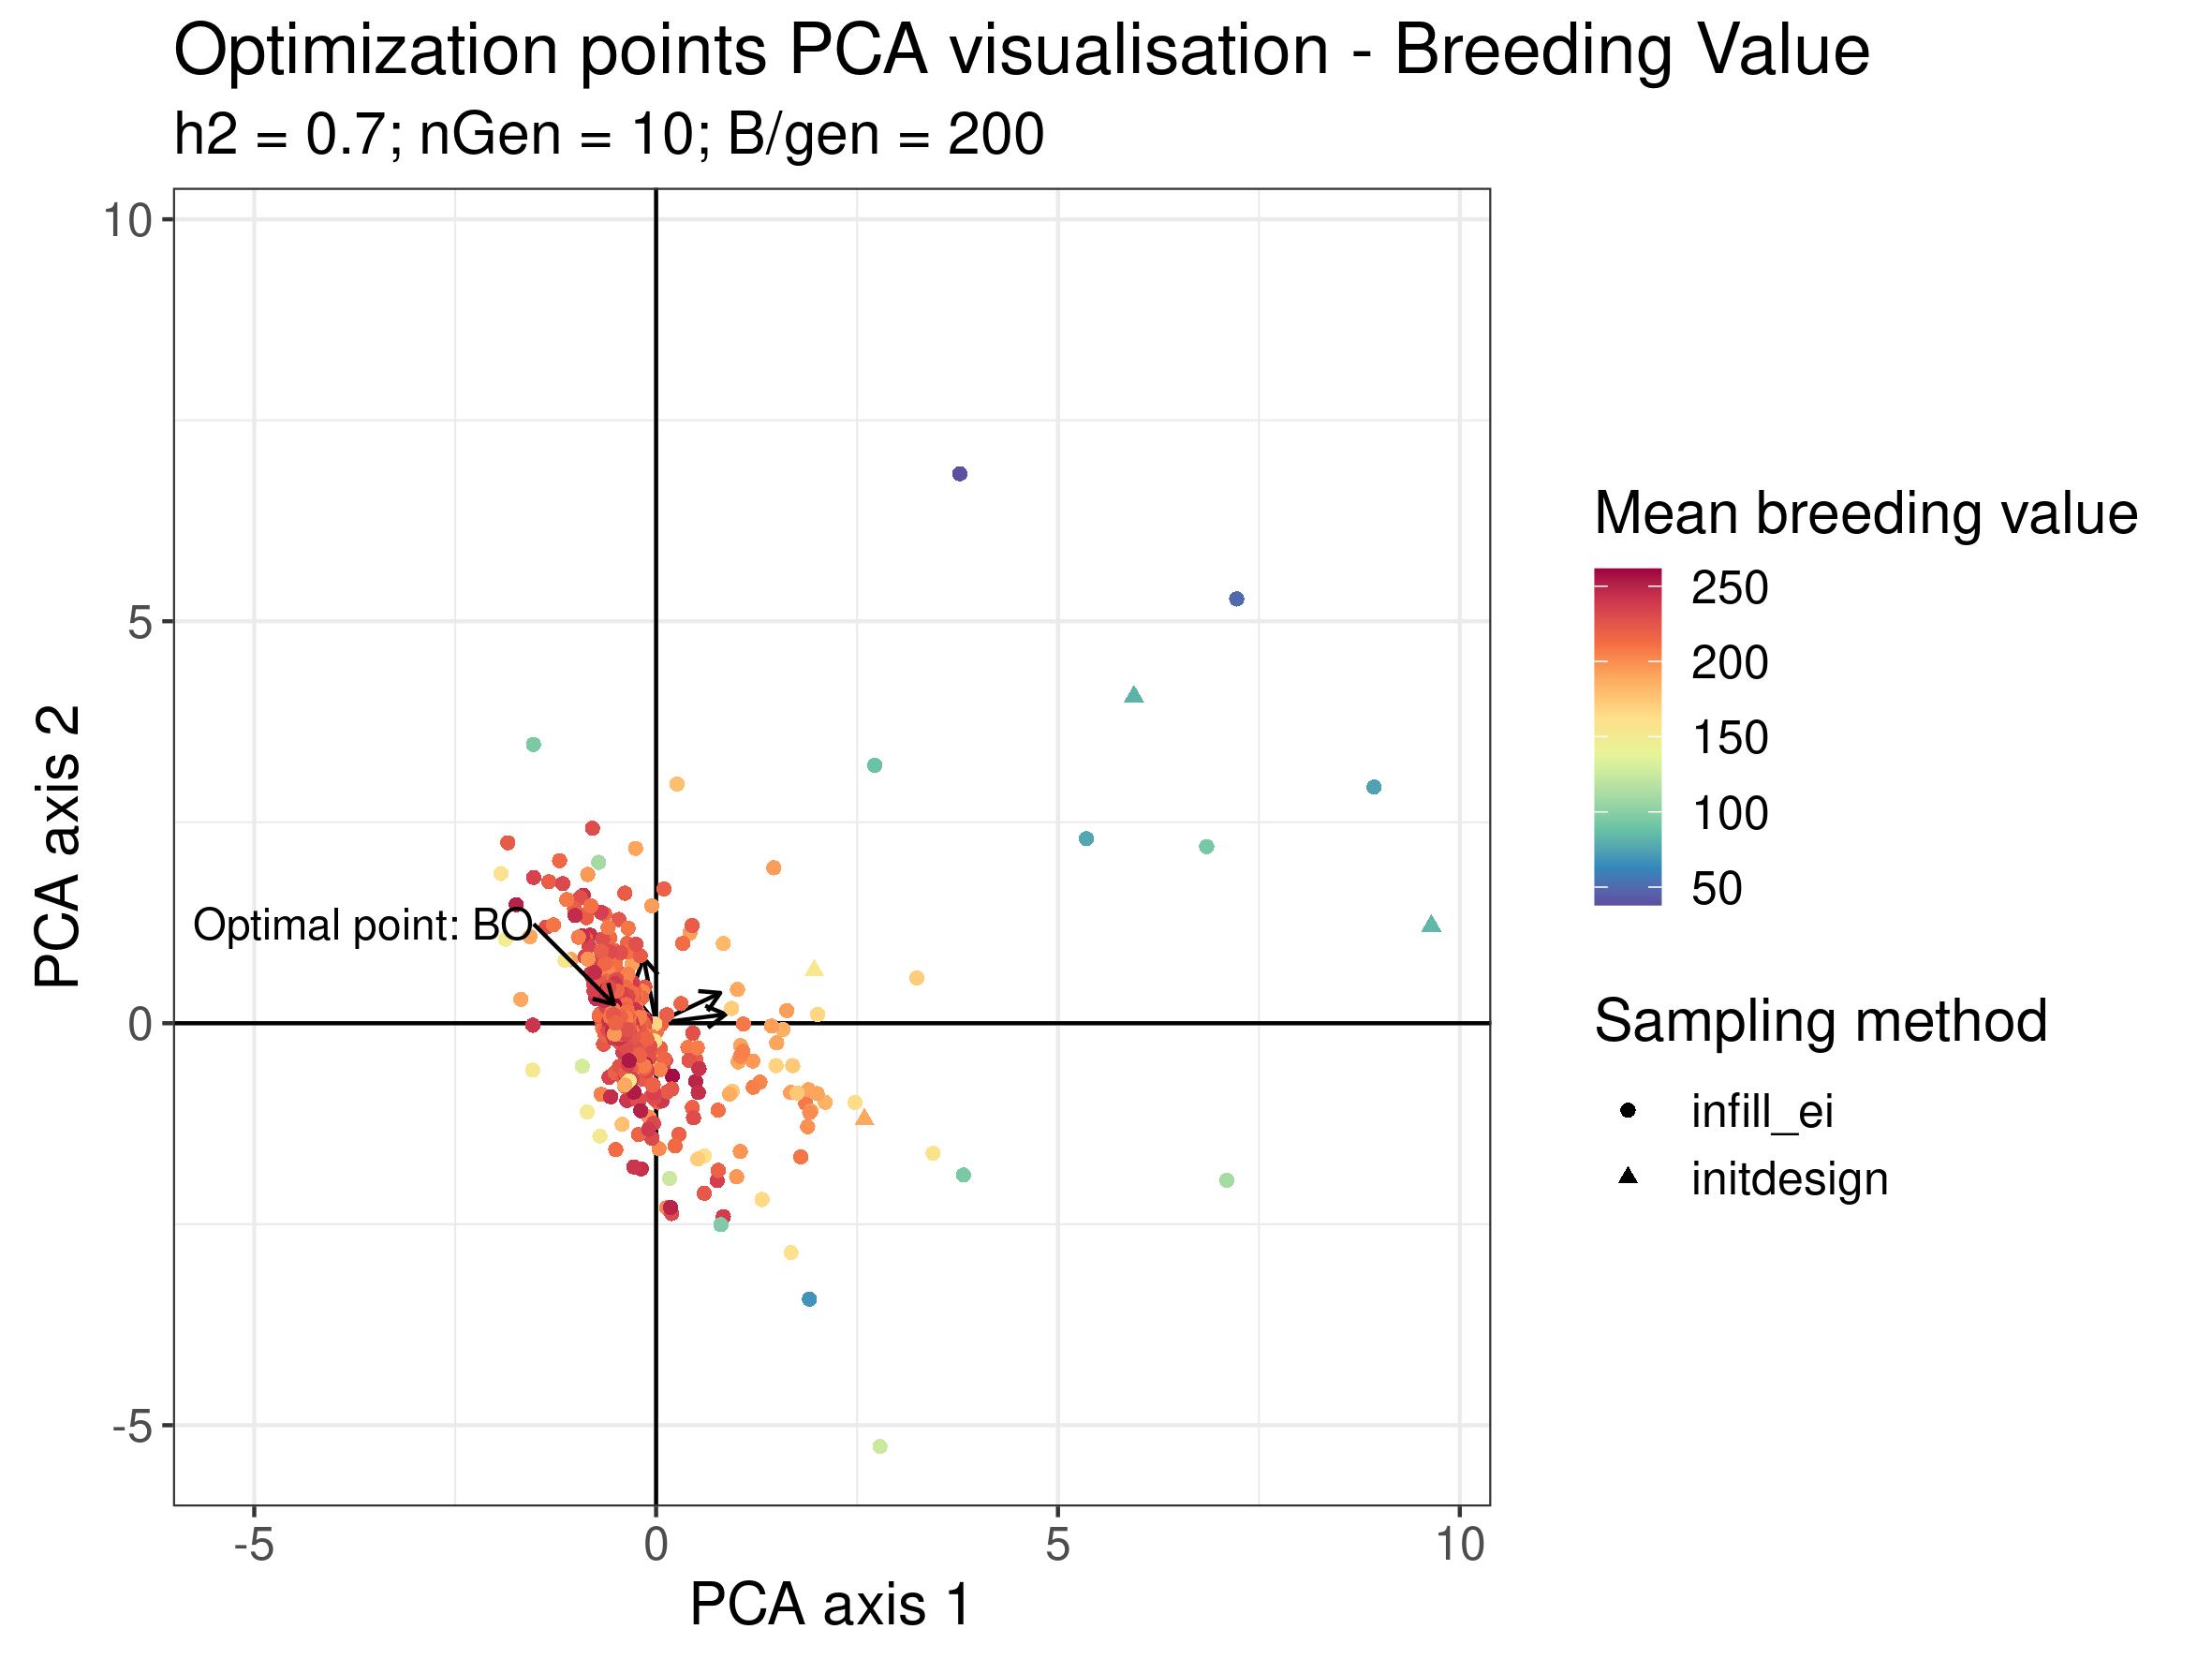 Optimization points PCA visualisation - Breeding Value
h2 = 0.7; nGen = 10; B/gen = 200
10
5
0
-5
PCA axis 2
Optimal point: BO
-5
0
5
10
PCA axis 1
Mean breeding value
250
200
150
100
50
Sampling method
infill_ei
initdesign